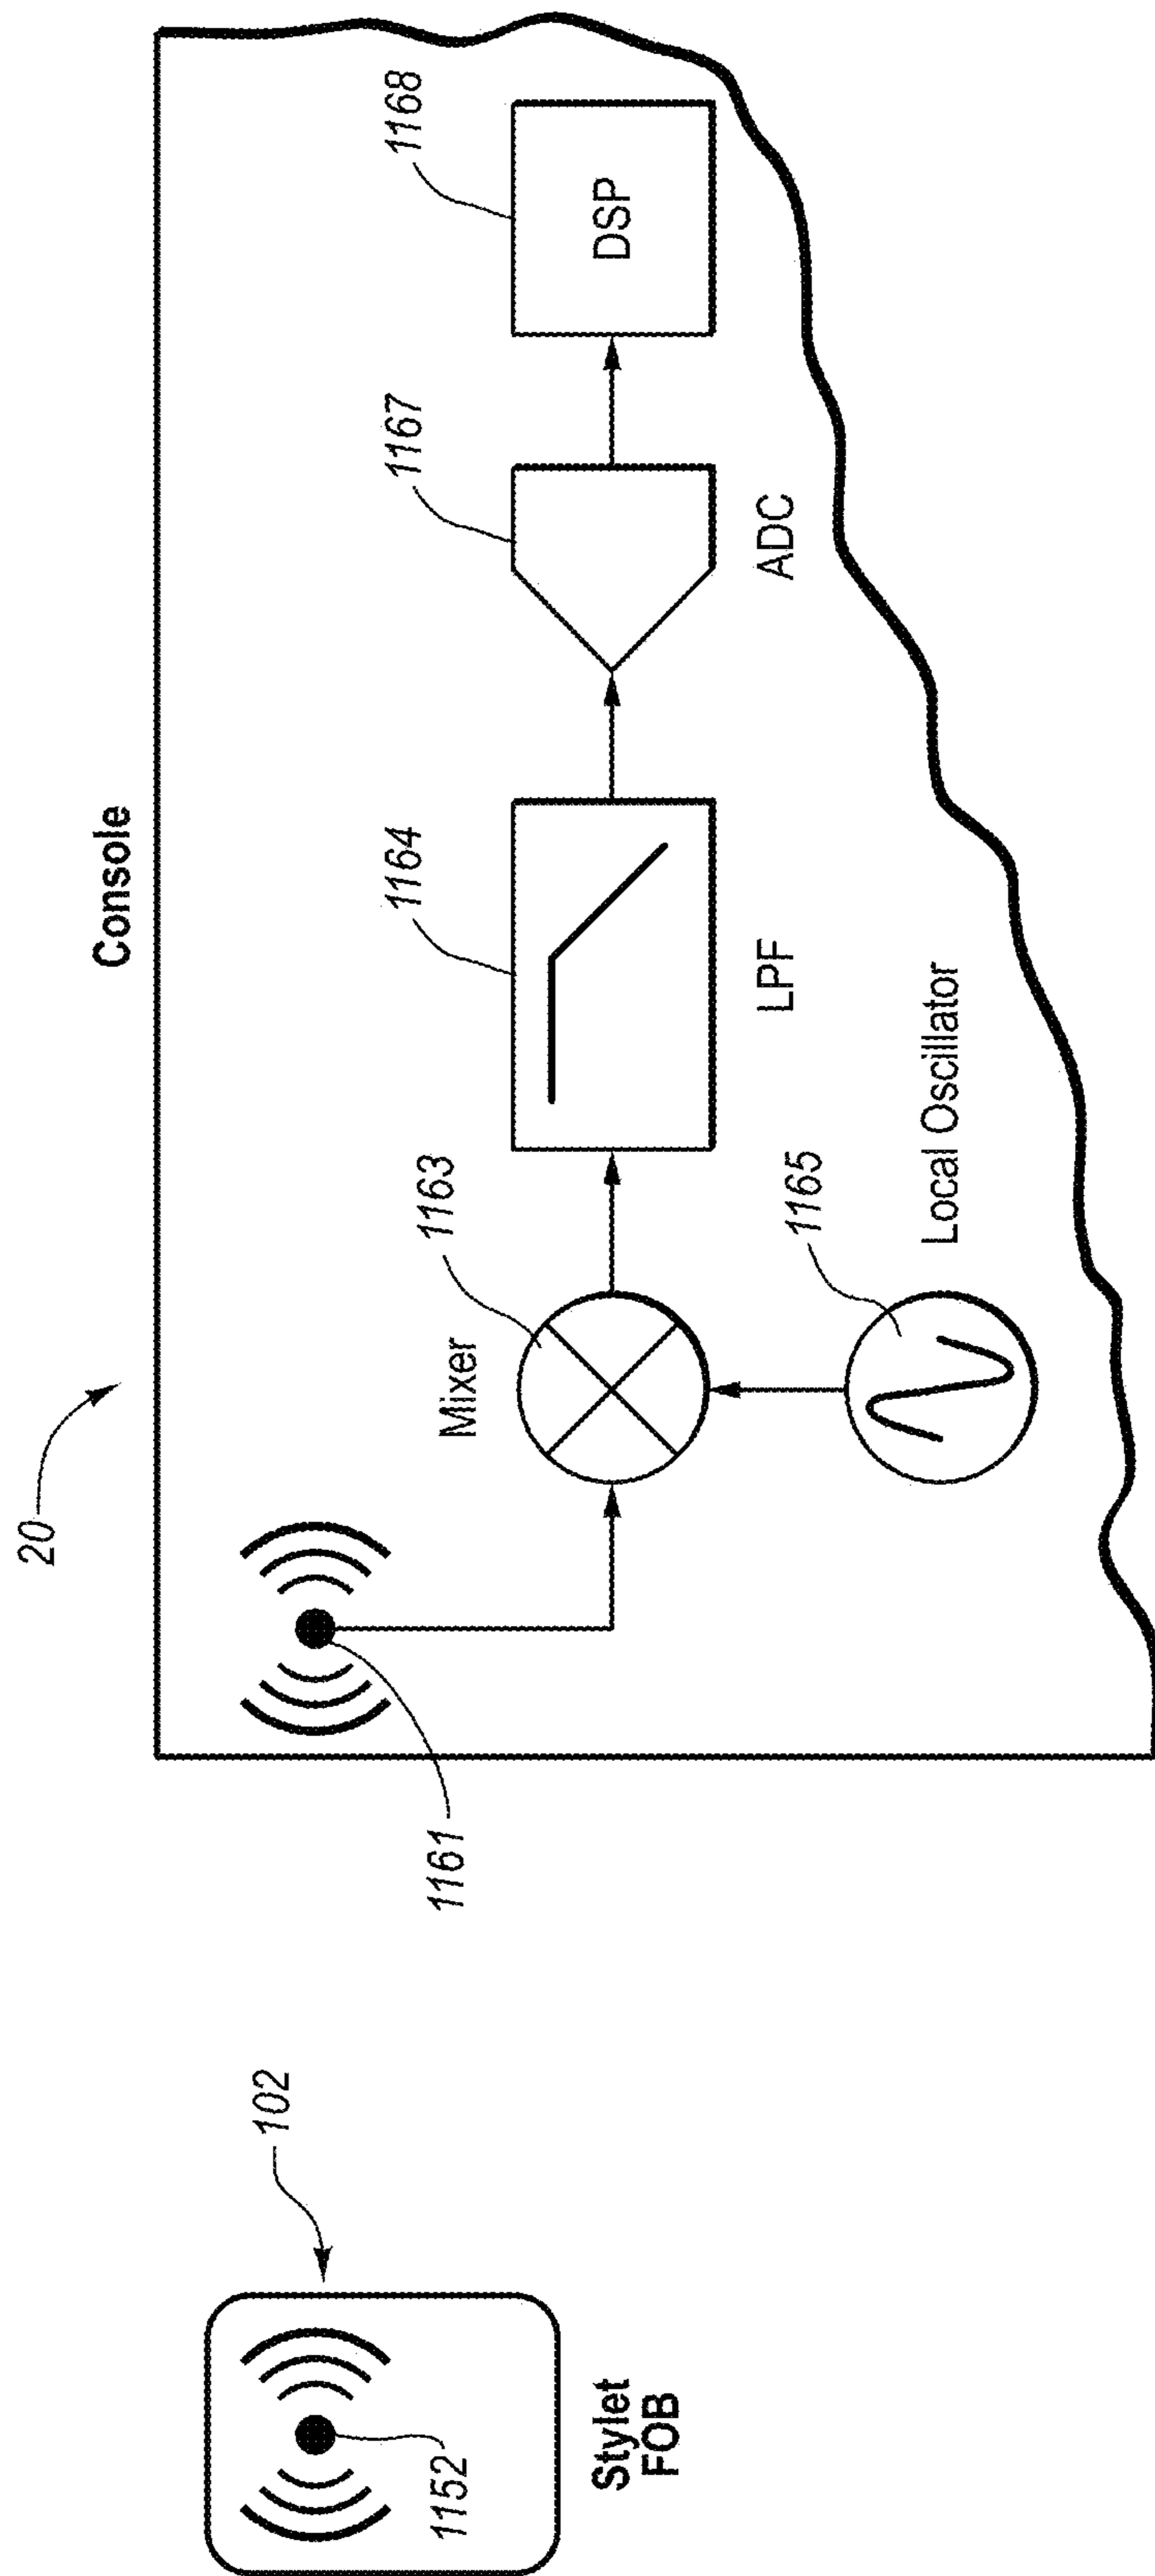 20
Console
1161
Mixer
1163
1165
Local Oscillator
1164
LPF
1167
ADC
1168
DSP
102
1152
Stylet
FOB